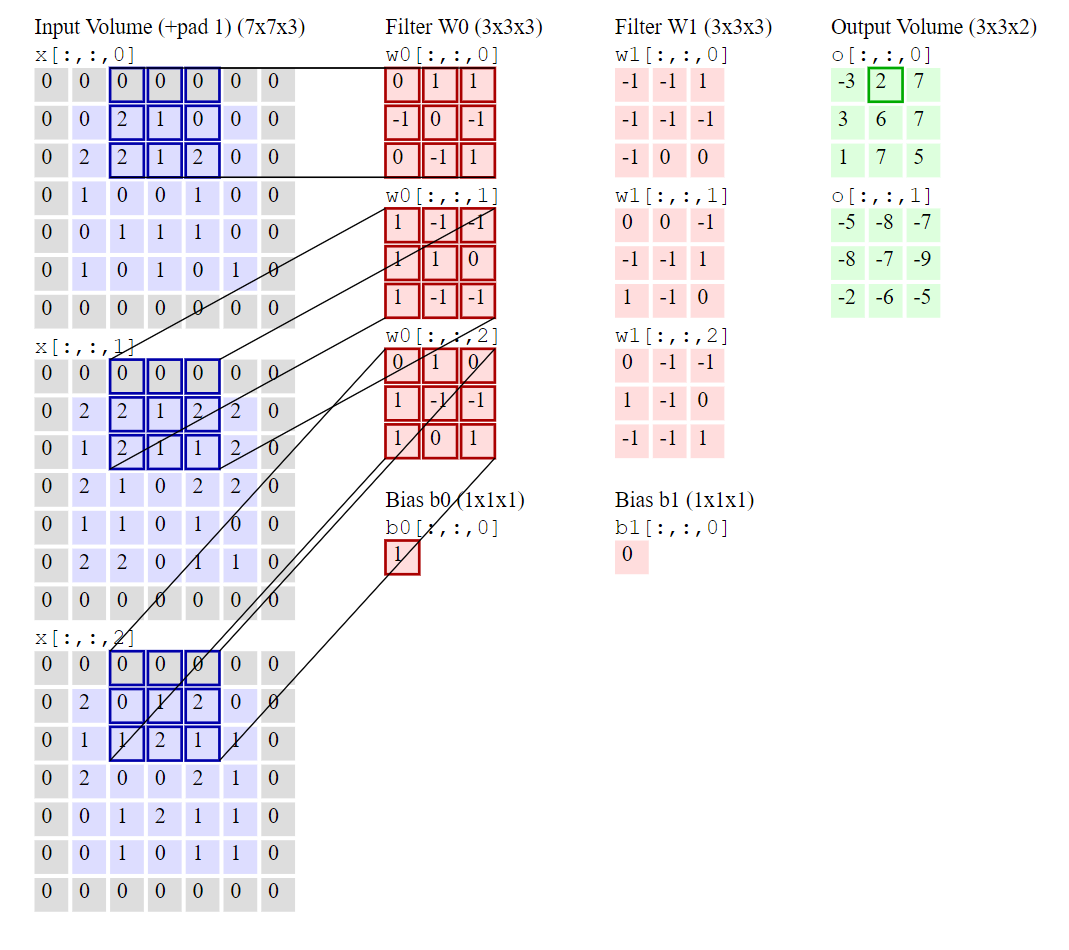 Input Volume (+pad 1) (7x7x3)
x[:,:,0]
0 0 0 0 0 0 0
0 0 2 1 0 0 0
0 2 2 1 2 0 0
0 1 0 0 1 0 0
0 0 1 1 1 0 0
0 1 0 1 0 1 0
0 0 0 0 0 0 0
x[:,:,1]
0 0 0 0 0 0 0
0 2 2 1 2 2 0
0 1 2 1 1 2 0
0 2 1 0 2 2 0
0 1 1 0 1 0 0
0 2 2 0 1 1 0
0 0 0 0 0 0 0
x[:,:,2]
0 0 0 0 0 0 0
0 2 0 1 2 0 0
0 1 1 2 1 1 0
0 2 0 0 2 1 0
0 0 1 2 1 1 0
0 0 1 0 1 1 0
0 0 0 0 0 0 0
Filter W0 (3x3x3)
w0[:,:,0]
0 1 1
-1 0 -1
0 -1 1
w0[:,:,1]
1 -1 -1
1 1 0
1 -1 -1
w0[:,:,2]
0 1 0
1 -1 -1
1 0 1
Bias b0 (1x1x1)
b0[:,:,0]
1
Filter W1 (3x3x3)
w1[:,:,0]
-1 -1 1
-1 -1 -1
-1 0 0
w1[:,:,1]
0 0 -1
-1 -1 1
1 -1 0
w1[:,:,2]
0 -1 -1
1 -1 0
-1 -1 1
Bias b1 (1x1x1)
b1[:,:,0]
0
Output Volume (3x3x2)
o[:,:,0]
-3 2 7
3 6 7
1 7 5
o[:,:,1]
-5 -8 -7
-8 -7 -9
-2 -6 -5